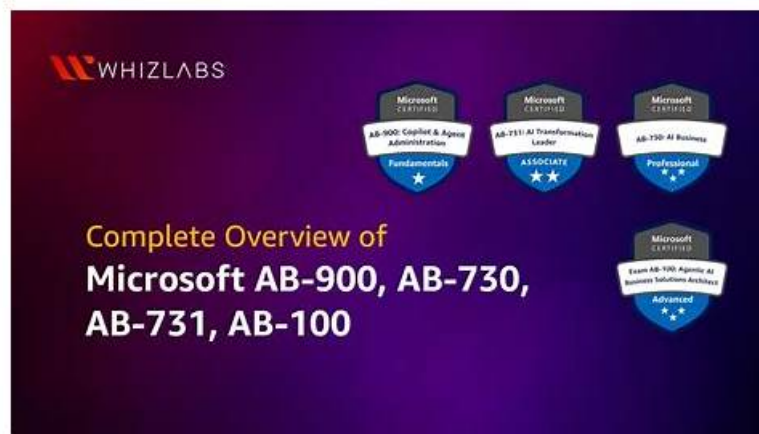 WHIZLABS
Microsoft
CERTIFIED
AB-900: Copilot & Agent
Administration
Fundamentals
Microsoft
CERTIFIED
AB-731: AI Transformation
Leader
ASSOCIATE
Microsoft
CERTIFIED
AB-730: AI Business
Professional
Complete Overview of
Microsoft AB-900, AB-730,
AB-731, AB-100
Microsoft
CERTIFIED
Exam AB-100: Agentic AI
Business Solutions Architect
Advanced